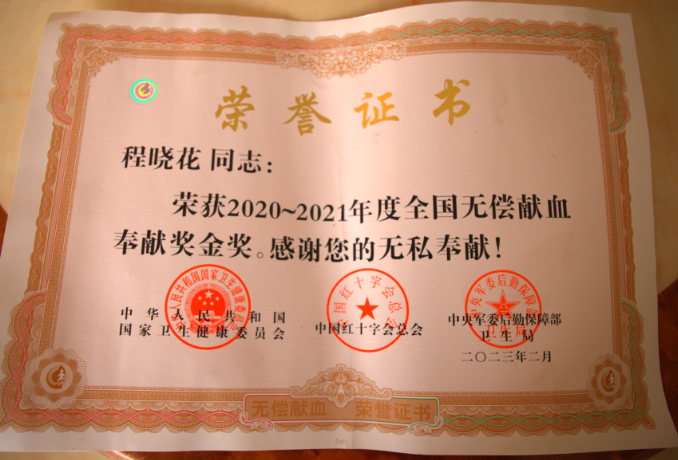 荣誉证书
程晓花 同志：
荣获2020~2021年度全国无偿献血
奉献奖金奖。感谢您的无私奉献！
中华人民共和国
国家卫生健康委员会
中国红十字会总会
中央军委后勤保障部
卫生局
二〇二三年二月
无偿献血 荣誉证书